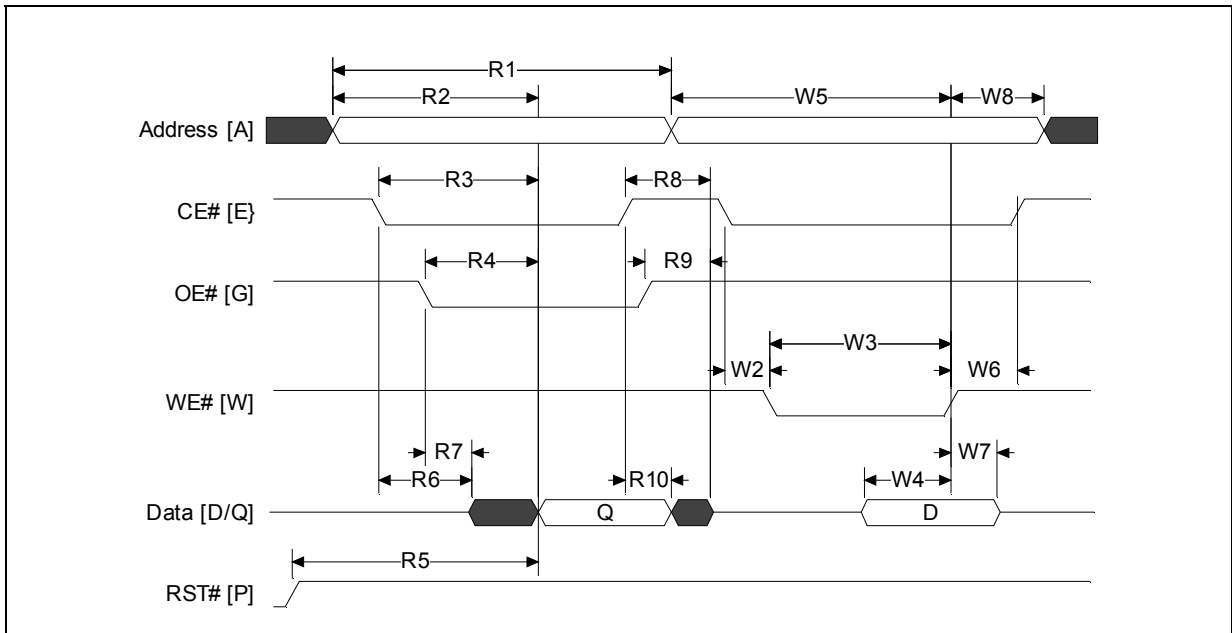 R1
R2
W5
W8
Address [A]
R3
R8
CE# [E}
R4
R9
OE# [G]
W3
W2
W6
WE# [W]
R7
W7
R6
R10
W4
Data [D/Q]
Q
D
R5
RST# [P]